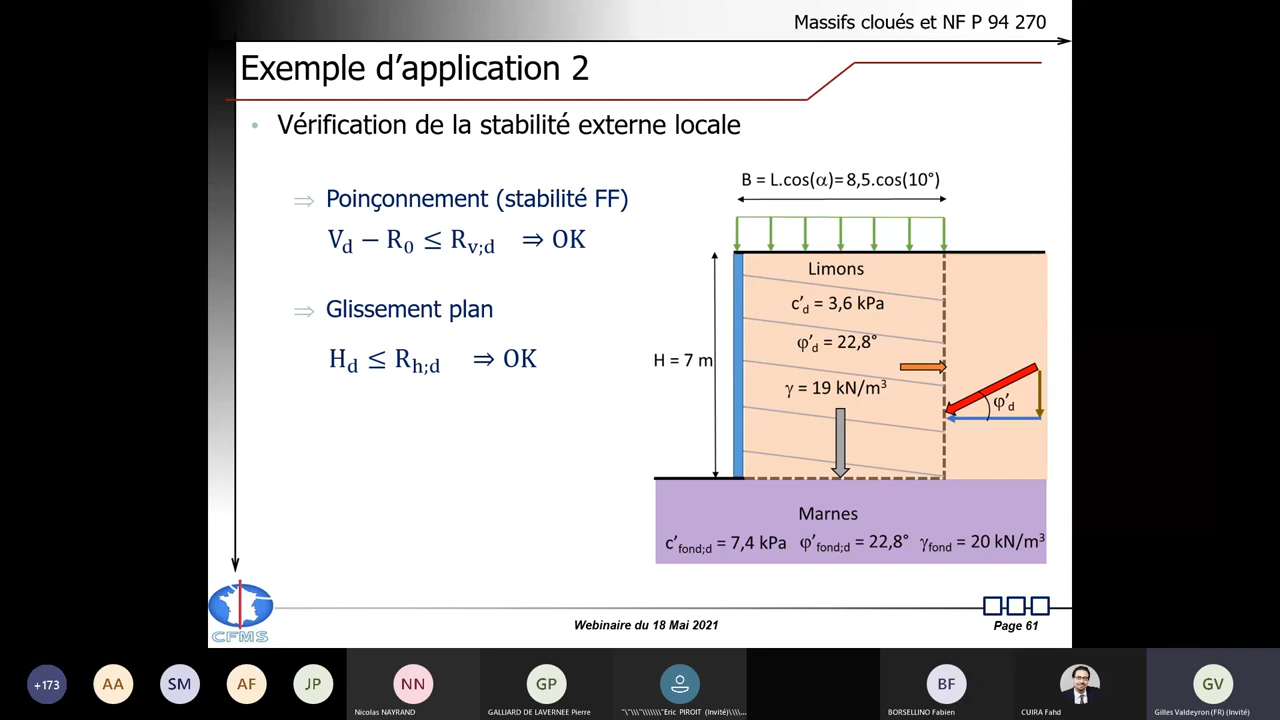 Massifs cloués et NF P 94 270
Exemple d’application 2
• Vérification de la stabilité externe locale
⇒ Poinçonnement (stabilité FF)
V_d − R_0 ≤ R_v;d ⇒ OK
⇒ Glissement plan
H_d ≤ R_h;d ⇒ OK
B = L.cos(α)= 8,5.cos(10°)
Limons
c’_d = 3,6 kPa
φ’_d = 22,8°
H = 7 m
γ = 19 kN/m³
φ’_d
Marnes
c’_fond;d = 7,4 kPa φ’_fond;d = 22,8° γ_fond = 20 kN/m³
CFMS
Webinaire du 18 Mai 2021
Page 61
+173
AA
SM
AF
JP
NN
GP
BF
GV
Nicolas NAYRAND
GALLIARD DE LAVERNEE Pierre
"\"\\\"\\\\\\\"Eric PIROIT (Invité)\\\\...
BORSELLINO Fabien
CUIRA Fahd
Gilles Valdeyron (FR) (Invité)